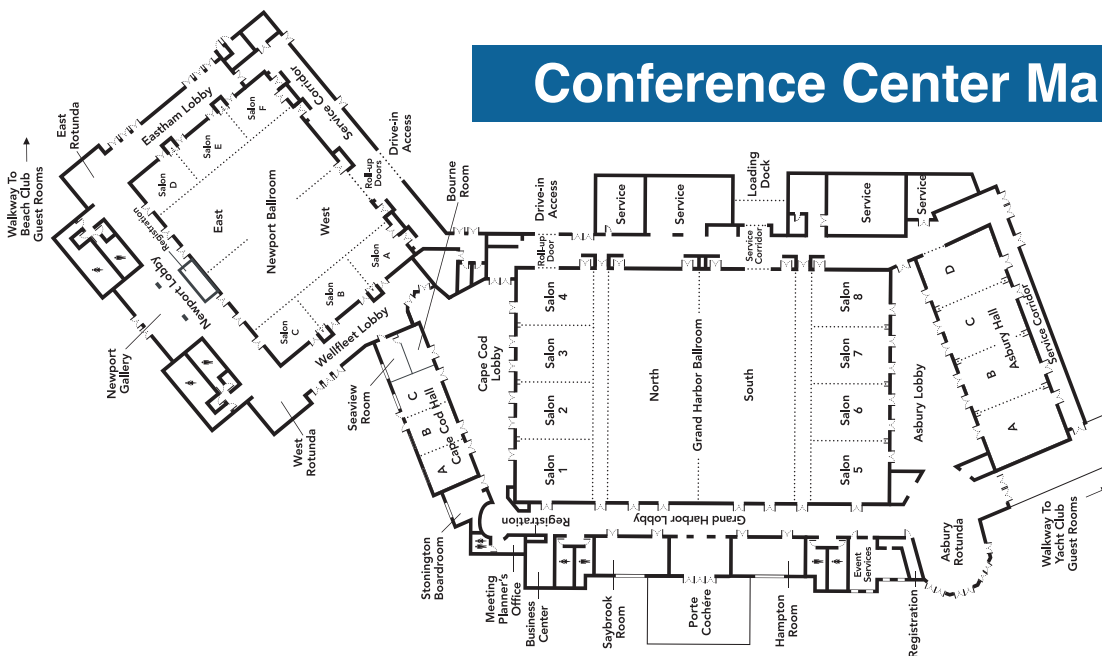 Conference Center Ma
Walkway To
Beach Club
Guest Rooms
East
Rotunda
Eastham Lobby
Salon
F
Salon
E
Salon
D
Service Corridor
Registration
Newport Lobby
East
Newport Ballroom
West
Roll-up
Doors
Drive-in
Access
Bourne
Room
Salon
A
Salon
B
Salon
C
Wellfleet Lobby
Newport
Gallery
West
Rotunda
Seaview
Room
A
B
C
Cape Cod Hall
Cape Cod
Lobby
Stonington
Boardroom
Meeting
Planner's
Office
Business
Center
Registration
Grand Harbor Lobby
Drive-in
Access
Roll-up
Door
Service
Service
Loading
Dock
Service
Corridor
Service
Service
Salon
4
Salon
3
Salon
2
Salon
1
North
Grand Harbor Ballroom
South
Salon
8
Salon
7
Salon
6
Salon
5
Asbury Lobby
A
B
C
D
Asbury Hall
Service Corridor
Saybrook
Room
Porte
Cochére
Hampton
Room
Event
Services
Registration
Asbury
Rotunda
Walkway To
Yacht Club
Guest Rooms